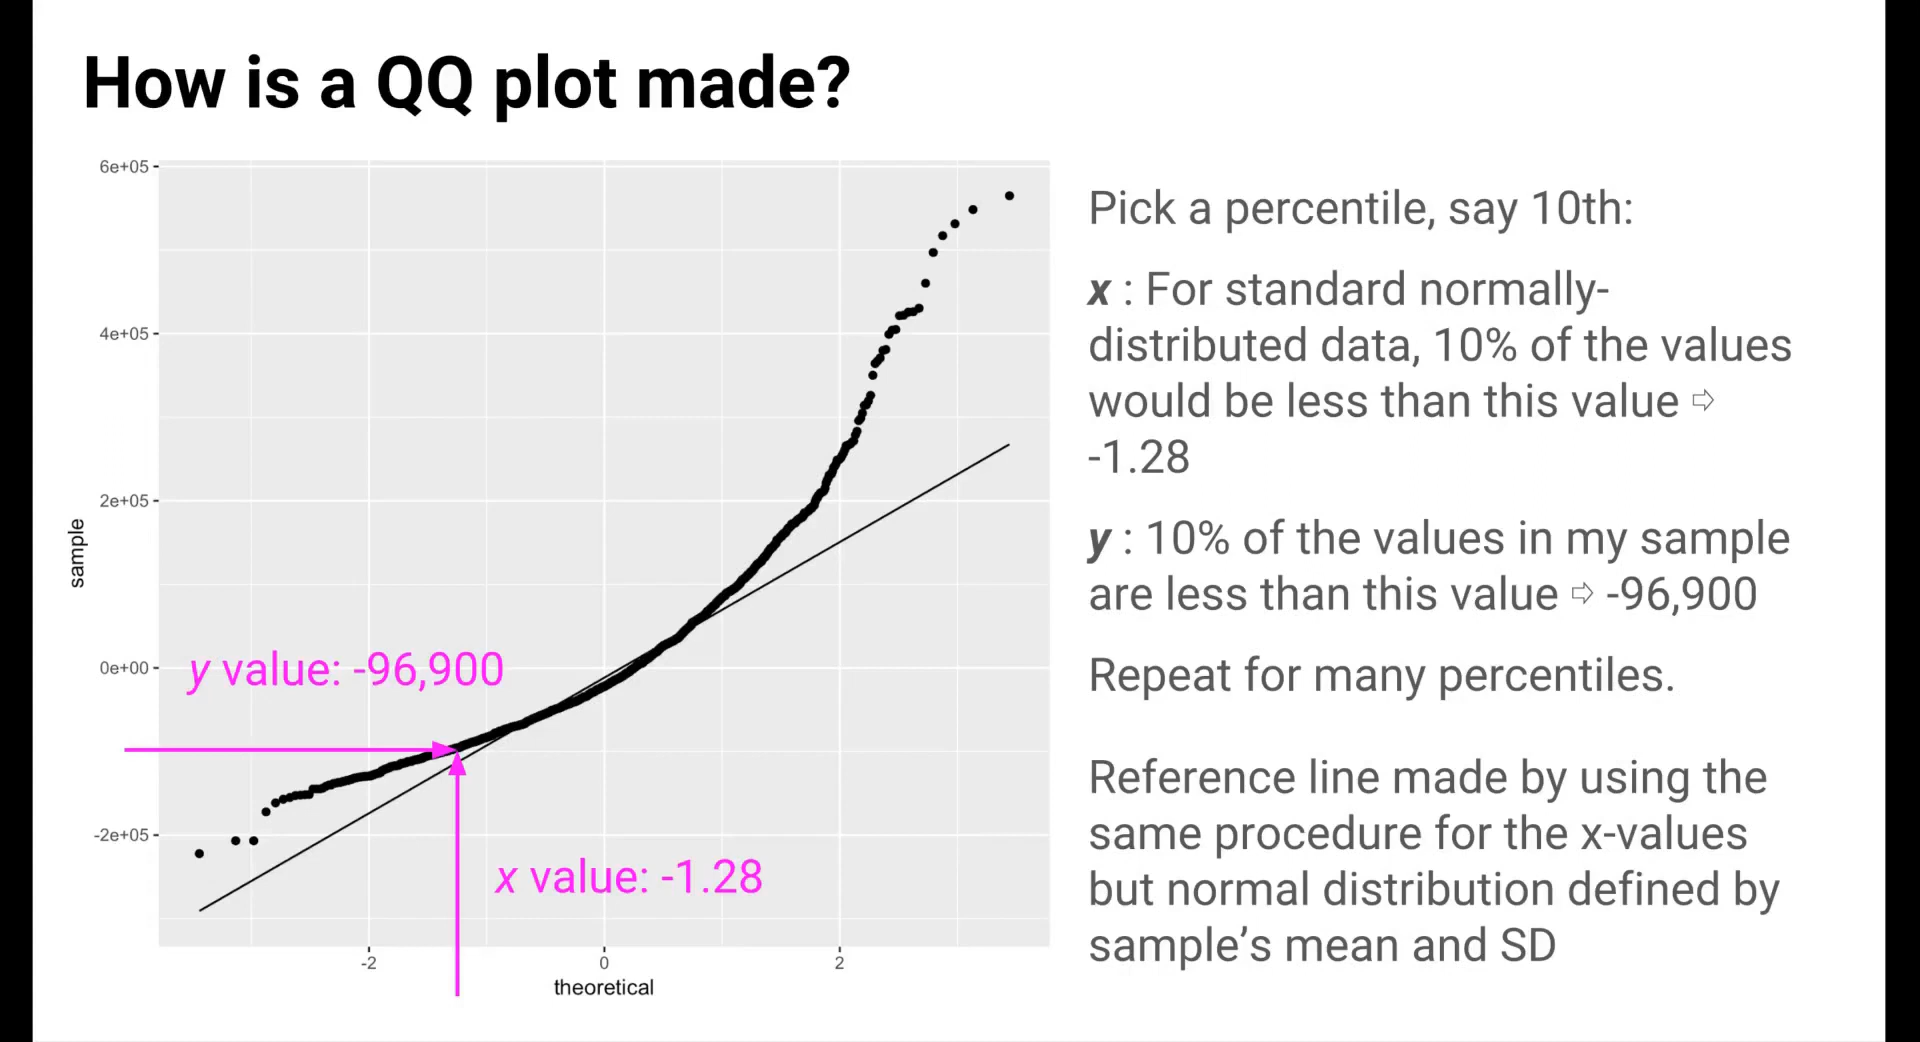 How is a QQ plot made?
6e+05
4e+05
2e+05
0e+00
-2e+05
sample
-2
0
2
theoretical
y value: -96,900
x value: -1.28
Pick a percentile, say 10th:
x : For standard normally-
distributed data, 10% of the values
would be less than this value ⇨
-1.28
y : 10% of the values in my sample
are less than this value ⇨ -96,900
Repeat for many percentiles.
Reference line made by using the
same procedure for the x-values
but normal distribution defined by
sample’s mean and SD